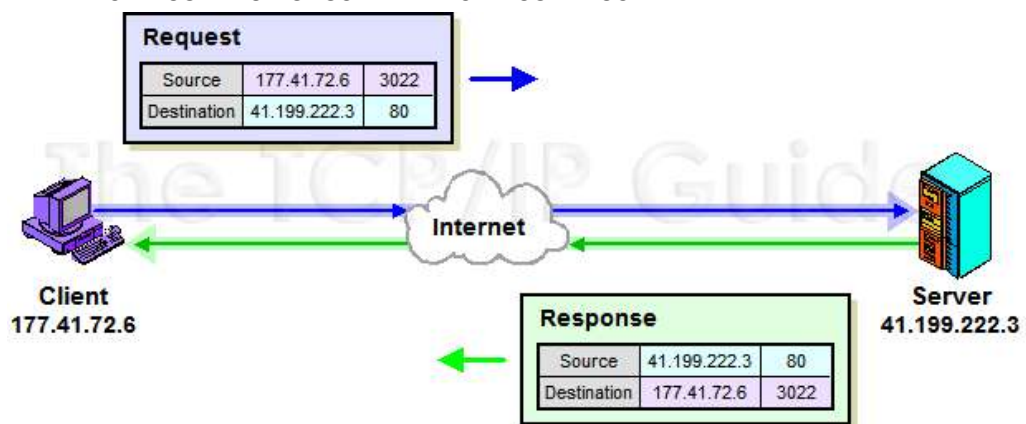 Request
Source 177.41.72.6 3022
Destination 41.199.222.3 80
The TCP/IP Guide
Internet
Client
177.41.72.6
Server
41.199.222.3
Response
Source 41.199.222.3 80
Destination 177.41.72.6 3022